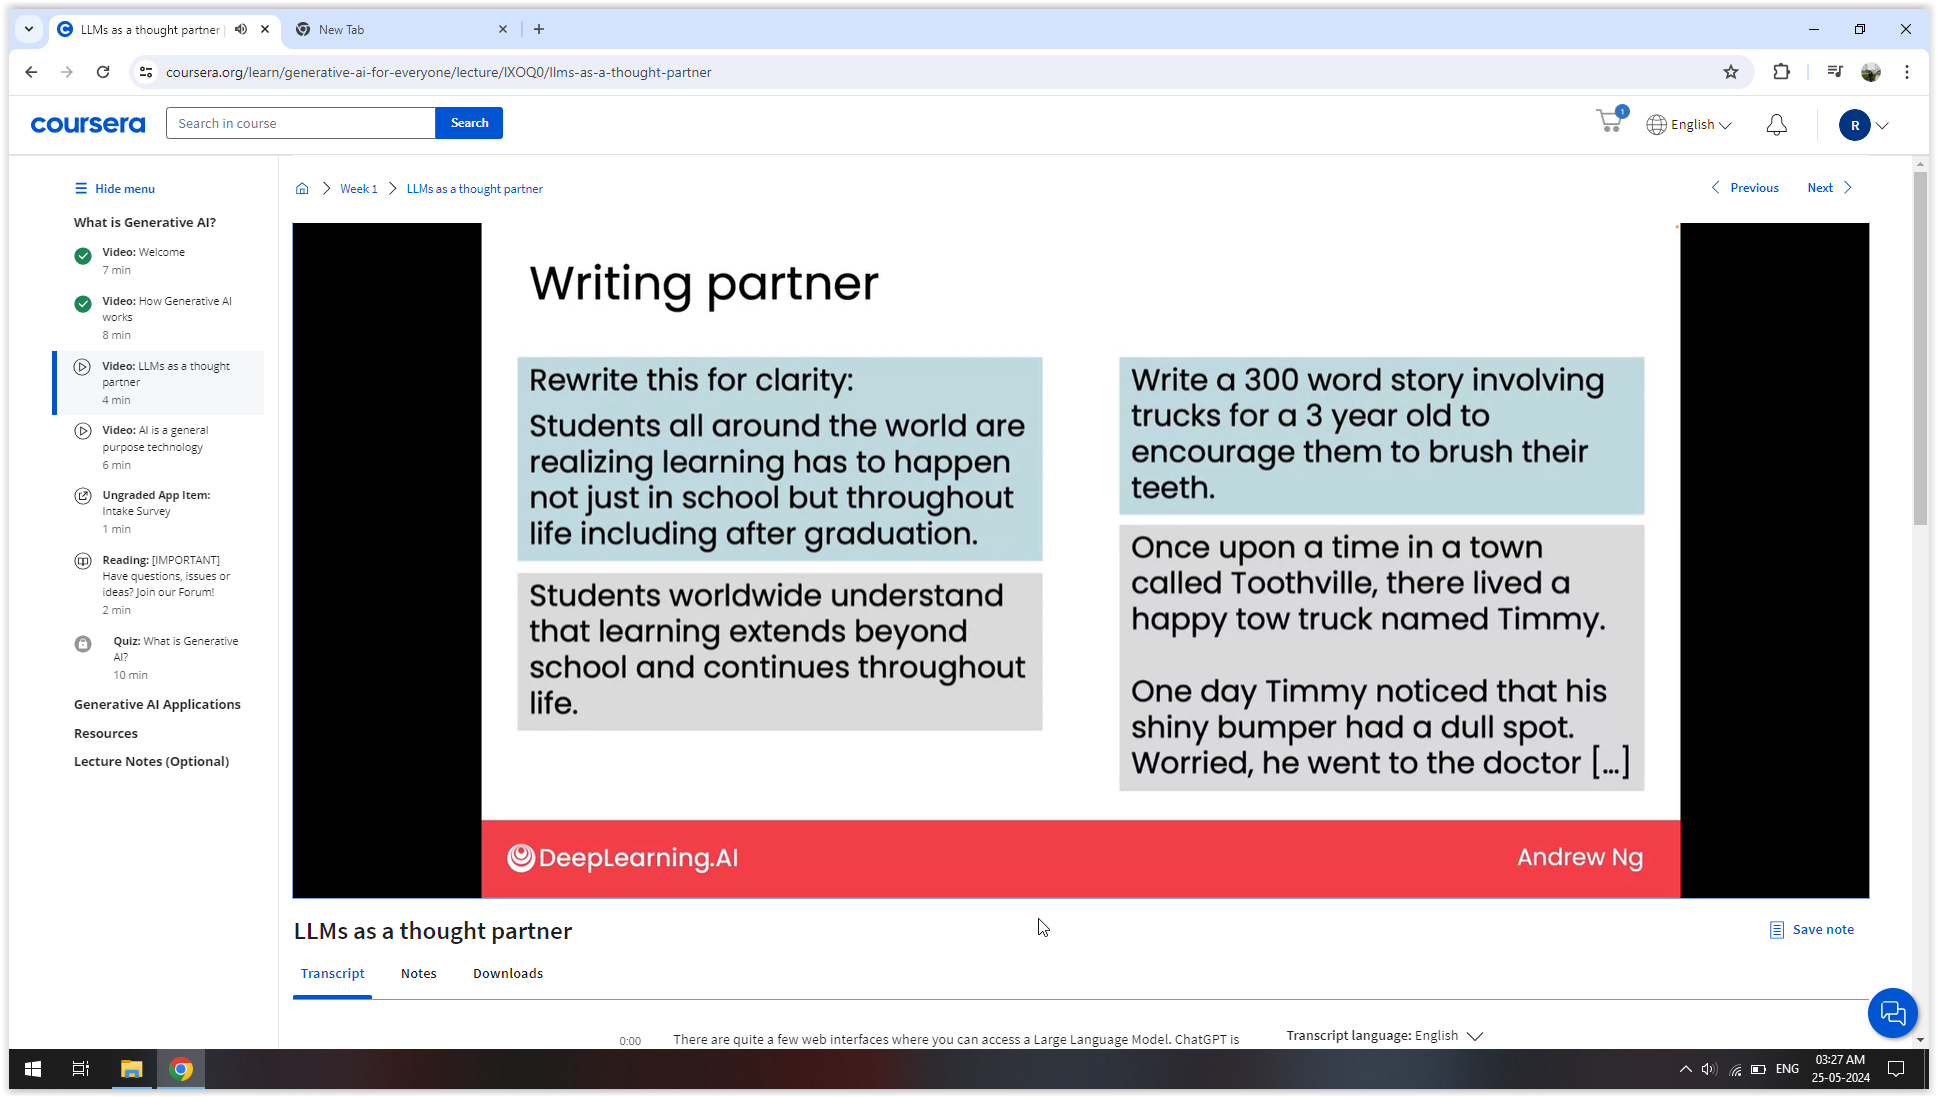 LLMs as a thought partner
New Tab
coursera.org/learn/generative-ai-for-everyone/lecture/IXOQ0/llms-as-a-thought-partner
coursera
Search in course
Search
1
English
R
Hide menu
Week 1
LLMs as a thought partner
Previous
Next
What is Generative AI?
Video: Welcome
7 min
Video: How Generative AI
works
8 min
Video: LLMs as a thought
partner
4 min
Video: AI is a general
purpose technology
6 min
Ungraded App Item:
Intake Survey
1 min
Reading: [IMPORTANT]
Have questions, issues or
ideas? Join our Forum!
2 min
Quiz: What is Generative
AI?
10 min
Generative AI Applications
Resources
Lecture Notes (Optional)
Writing partner
Rewrite this for clarity:
Students all around the world are
realizing learning has to happen
not just in school but throughout
life including after graduation.
Students worldwide understand
that learning extends beyond
school and continues throughout
life.
Write a 300 word story involving
trucks for a 3 year old to
encourage them to brush their
teeth.
Once upon a time in a town
called Toothville, there lived a
happy tow truck named Timmy.
One day Timmy noticed that his
shiny bumper had a dull spot.
Worried, he went to the doctor [...]
DeepLearning.AI
Andrew Ng
LLMs as a thought partner
Save note
Transcript
Notes
Downloads
0:00
There are quite a few web interfaces where you can access a Large Language Model. ChatGPT is
Transcript language: English
ENG
03:27 AM
25-05-2024